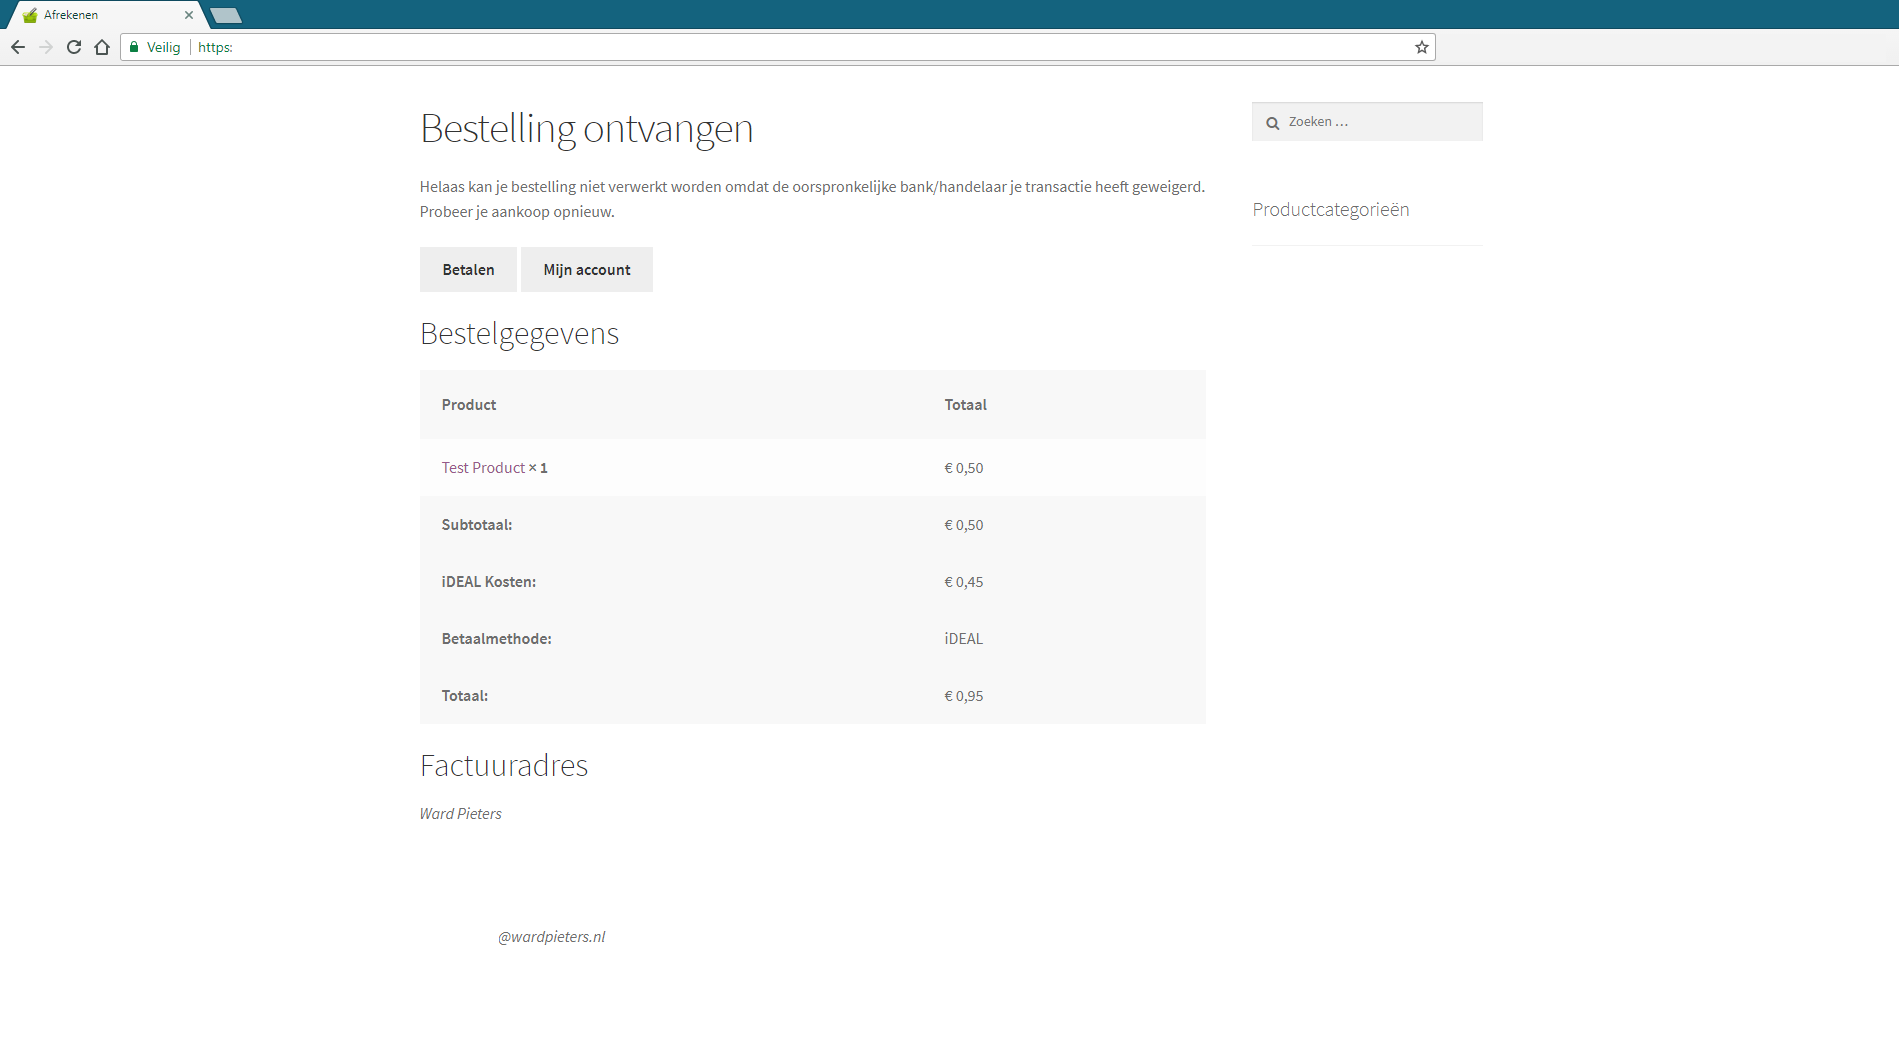 Afrekenen
Veilig
https:
Bestelling ontvangen
Zoeken …
Helaas kan je bestelling niet verwerkt worden omdat de oorspronkelijke bank/handelaar je transactie heeft geweigerd.
Probeer je aankoop opnieuw.
Productcategorieën
Betalen
Mijn account
Bestelgegevens
Product Totaal
Test Product × 1 € 0,50
Subtotaal: € 0,50
iDEAL Kosten: € 0,45
Betaalmethode: iDEAL
Totaal: € 0,95
Factuuradres
Ward Pieters
@wardpieters.nl